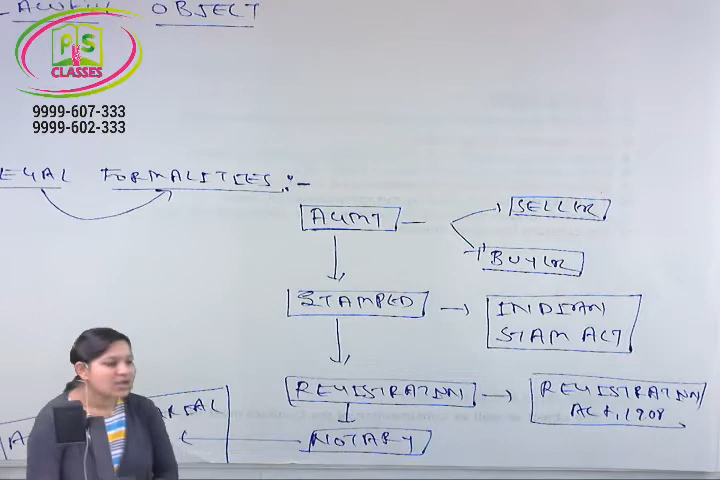 OBJECT
PS
CLASSES
9999-607-333
9999-602-333
EGAL FORMALITIES :-
AGMT
SELLER
BUYER
STAMPED
INDIAN
STAM ACT
REGISTRATION
REGISTRATION
ACT, 1908
NOTARY